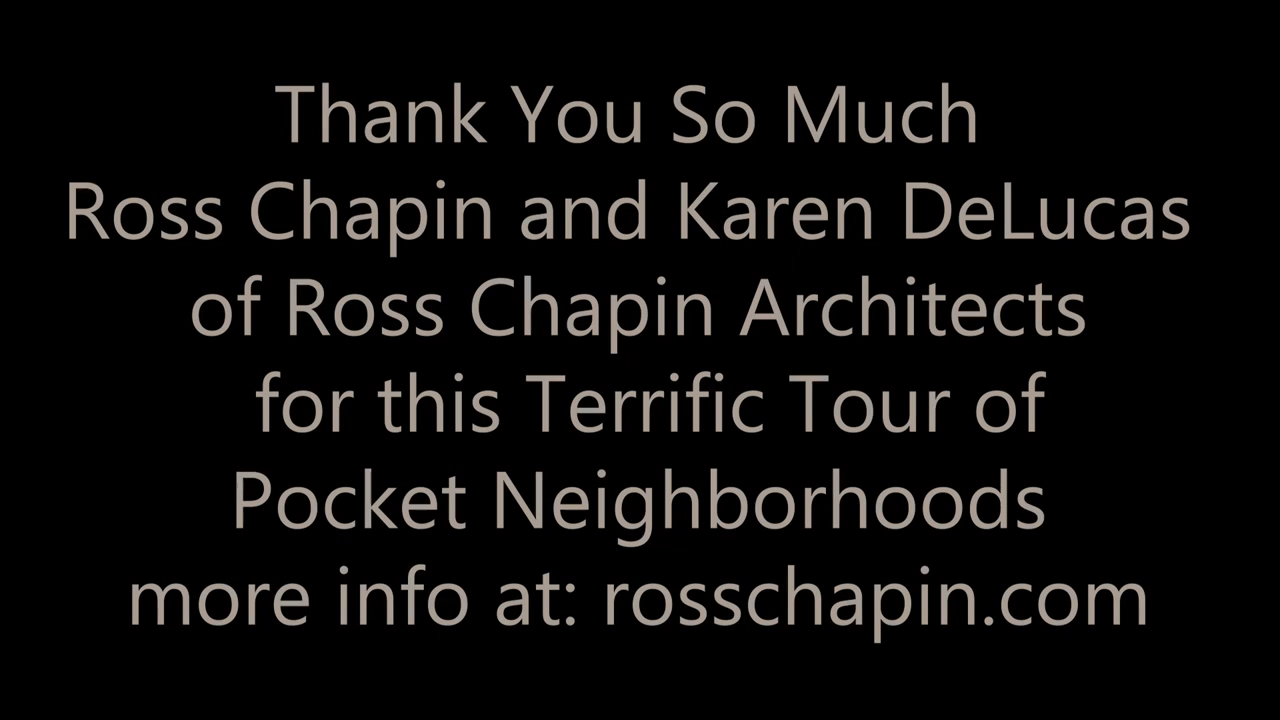 Thank You So Much
Ross Chapin and Karen DeLucas
of Ross Chapin Architects
for this Terrific Tour of
Pocket Neighborhoods
more info at: rosschapin.com